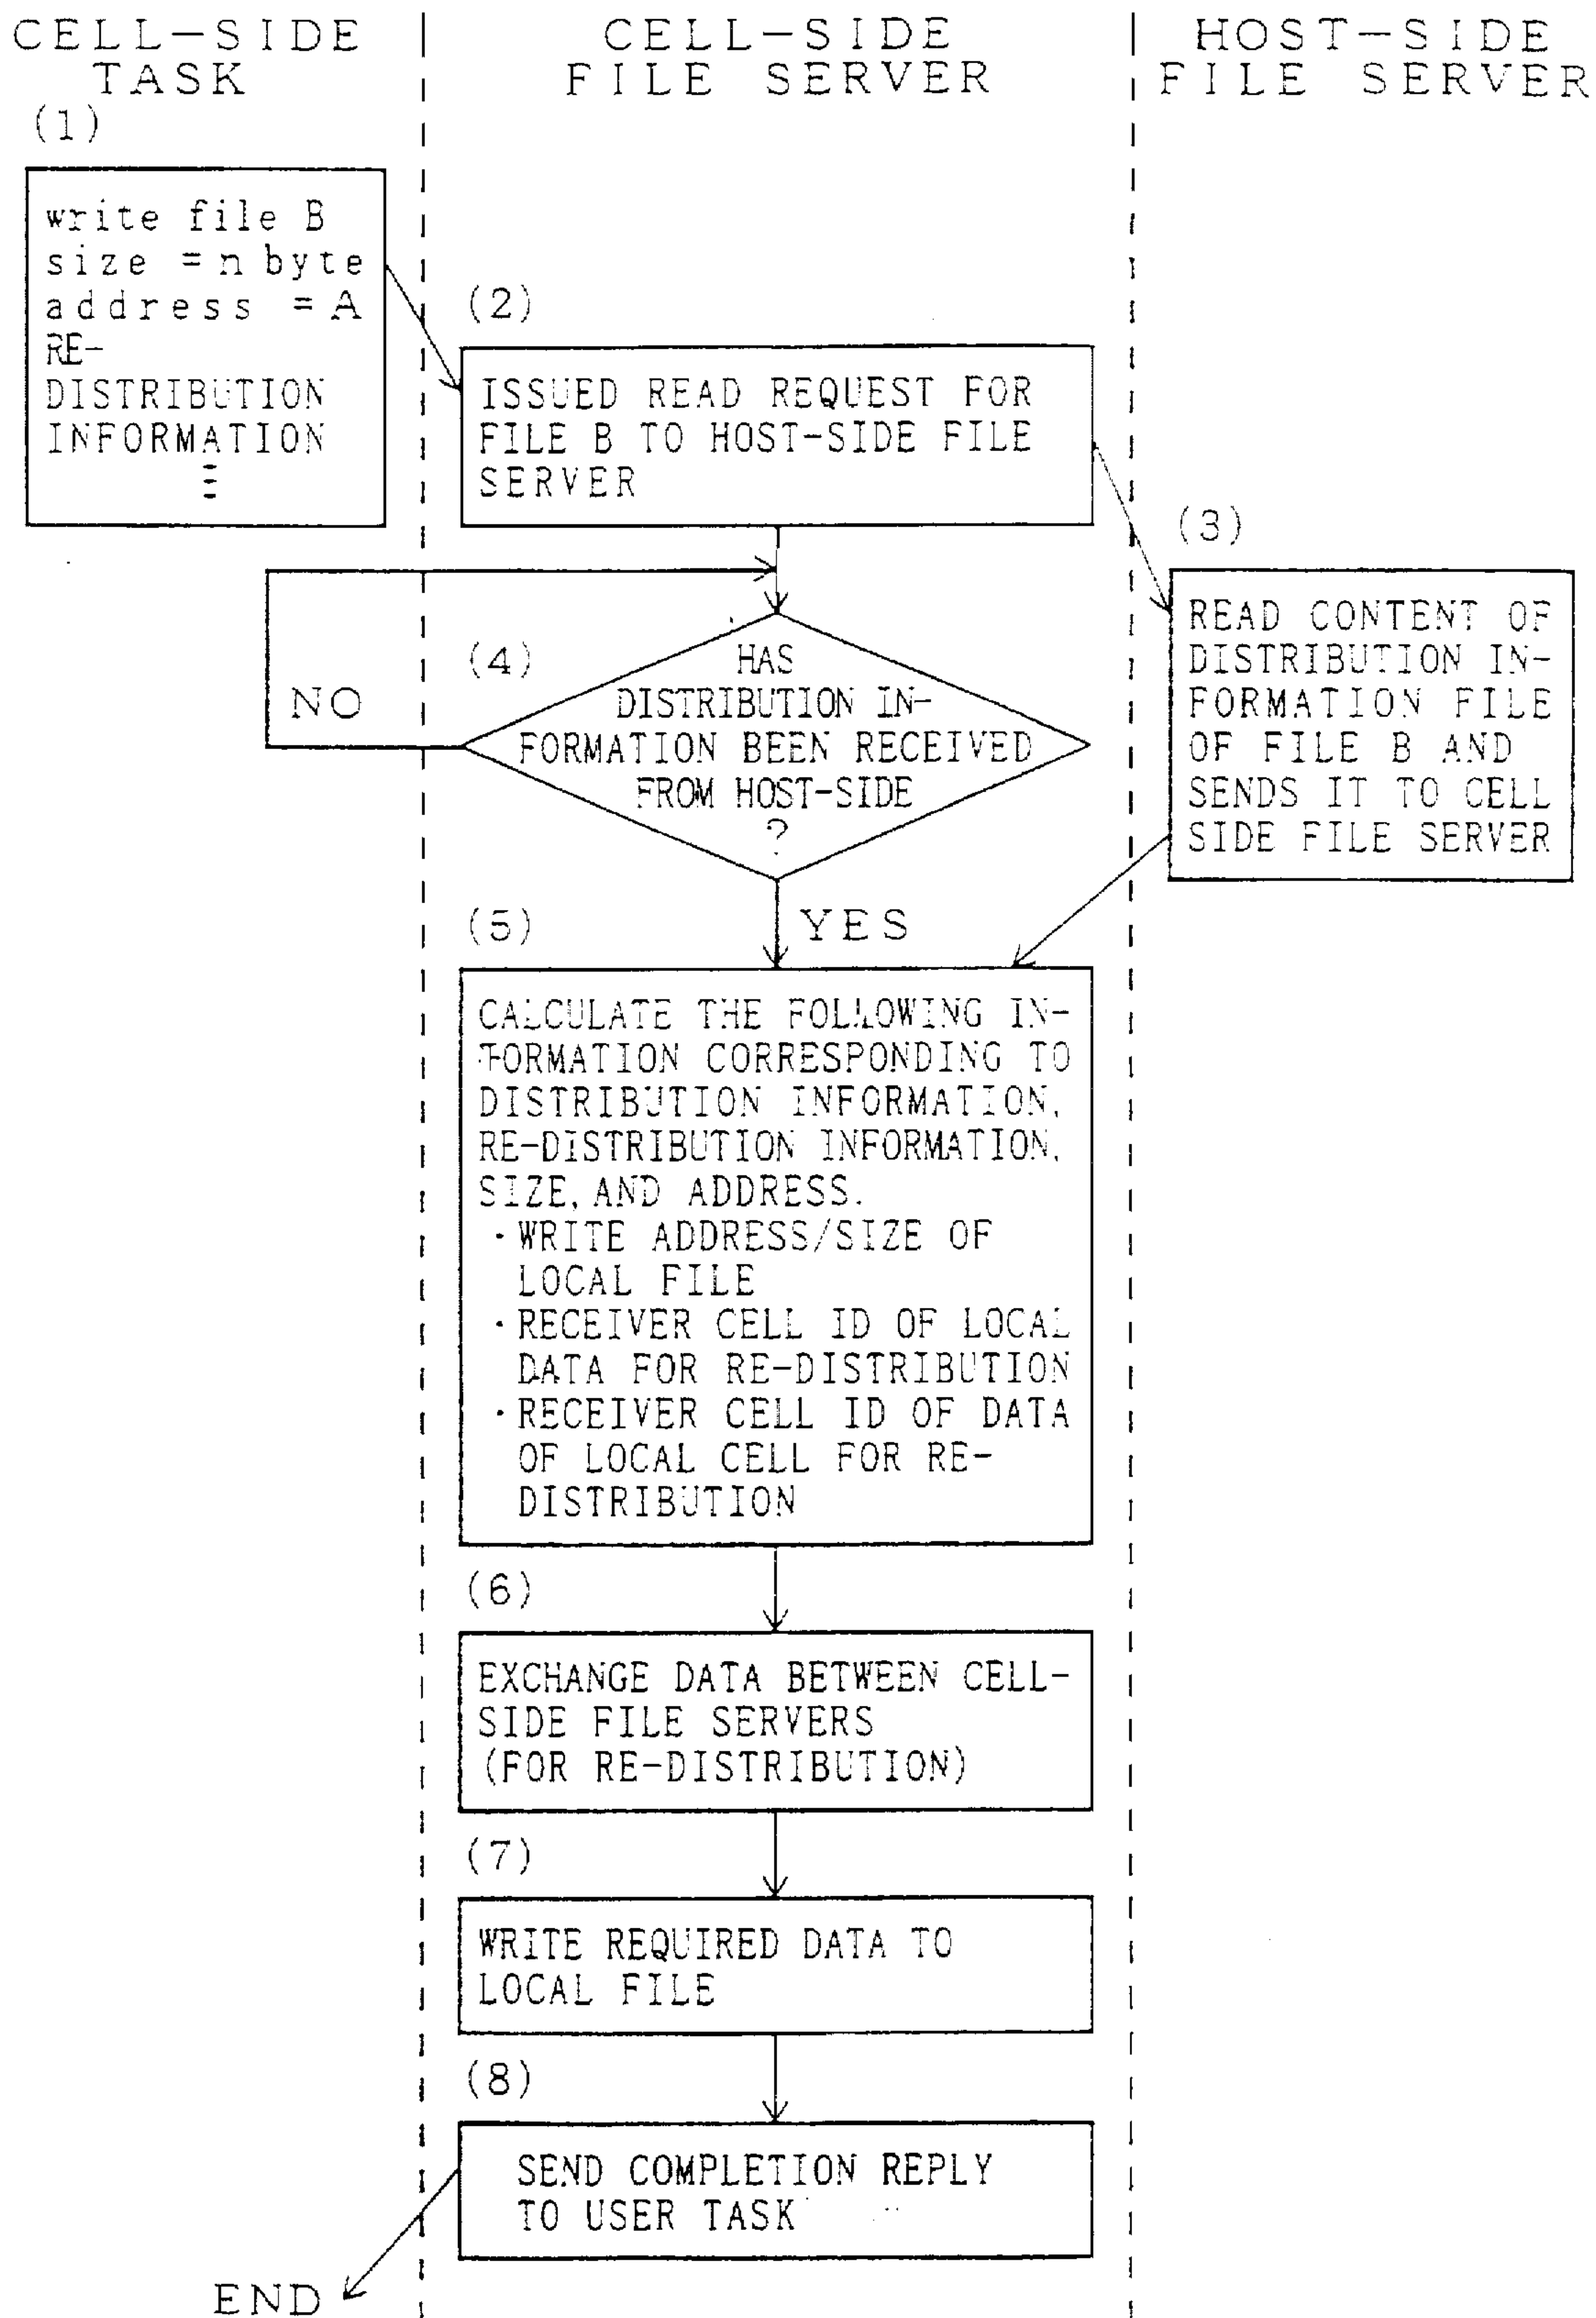 CELL-SIDE
TASK
CELL-SIDE
FILE SERVER
HOST-SIDE
FILE SERVER
(1)
write file B
size = n byte
address = A
RE-
DISTRIBUTION
INFORMATION
(2)
ISSUED READ REQUEST FOR
FILE B TO HOST-SIDE FILE
SERVER
(3)
READ CONTENT OF
DISTRIBUTION IN-
FORMATION FILE
OF FILE B AND
SENDS IT TO CELL
SIDE FILE SERVER
(4)
HAS
DISTRIBUTION IN-
FORMATION BEEN RECEIVED
FROM HOST-SIDE
?
NO
YES
(5)
CALCULATE THE FOLLOWING IN-
FORMATION CORRESPONDING TO
DISTRIBUTION INFORMATION,
RE-DISTRIBUTION INFORMATION,
SIZE, AND ADDRESS.
・WRITE ADDRESS/SIZE OF
LOCAL FILE
・RECEIVER CELL ID OF LOCAL
DATA FOR RE-DISTRIBUTION
・RECEIVER CELL ID OF DATA
OF LOCAL CELL FOR RE-
DISTRIBUTION
(6)
EXCHANGE DATA BETWEEN CELL-
SIDE FILE SERVERS
(FOR RE-DISTRIBUTION)
(7)
WRITE REQUIRED DATA TO
LOCAL FILE
(8)
SEND COMPLETION REPLY
TO USER TASK
END